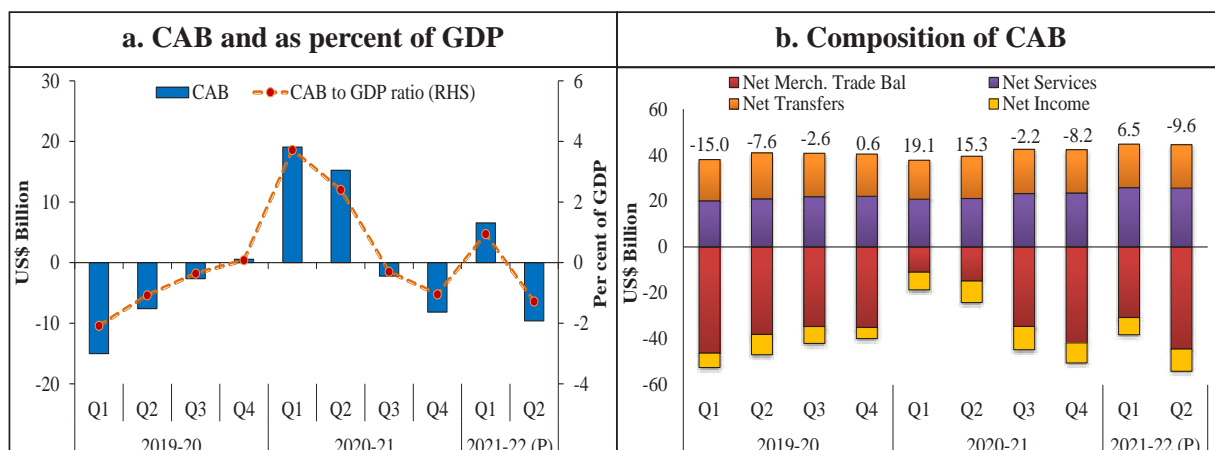 a. CAB and as percent of GDP
30
20
10
0
-10
-20
US$ Billion
CAB
CAB to GDP ratio (RHS)
6
4
2
0
-2
-4
Per cent of GDP
Q1 Q2 Q3 Q4 Q1 Q2 Q3 Q4 Q1 Q2
2019-20 2020-21 2021-22 (P)
b. Composition of CAB
Net Merch. Trade Bal
Net Services
Net Transfers
Net Income
60
40
20
0
-20
-40
-60
US$ Billion
-15.0 -7.6 -2.6 0.6 19.1 15.3 -2.2 -8.2 6.5 -9.6
Q1 Q2 Q3 Q4 Q1 Q2 Q3 Q4 Q1 Q2
2019-20 2020-21 2021-22 (P)